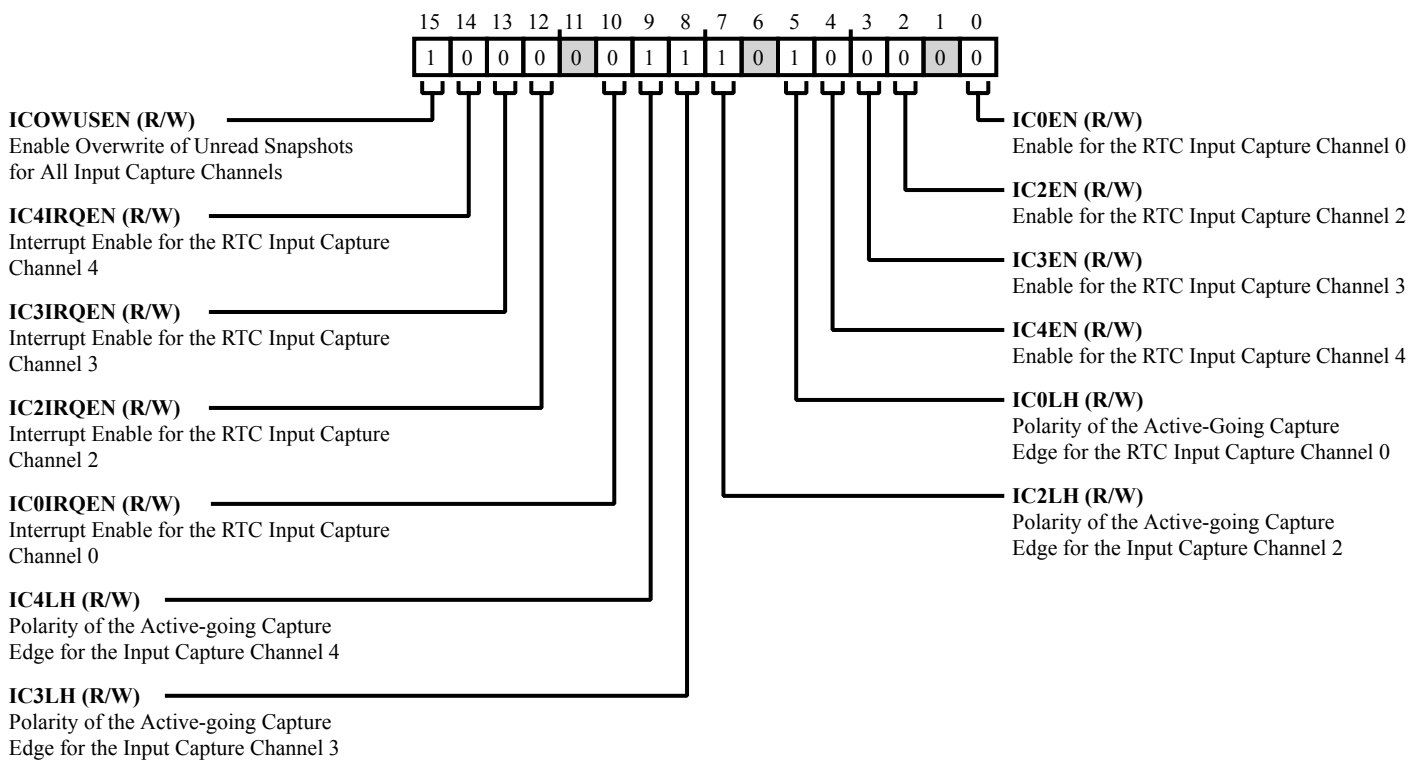 15 14 13 12 11 10 9 8 7 6 5 4 3 2 1 0
1 0 0 0 0 0 1 1 1 0 1 0 0 0 0 0
ICOWUSEN (R/W)
Enable Overwrite of Unread Snapshots
for All Input Capture Channels
IC4IRQEN (R/W)
Interrupt Enable for the RTC Input Capture
Channel 4
IC3IRQEN (R/W)
Interrupt Enable for the RTC Input Capture
Channel 3
IC2IRQEN (R/W)
Interrupt Enable for the RTC Input Capture
Channel 2
IC0IRQEN (R/W)
Interrupt Enable for the RTC Input Capture
Channel 0
IC4LH (R/W)
Polarity of the Active-going Capture
Edge for the Input Capture Channel 4
IC3LH (R/W)
Polarity of the Active-going Capture
Edge for the Input Capture Channel 3
IC0EN (R/W)
Enable for the RTC Input Capture Channel 0
IC2EN (R/W)
Enable for the RTC Input Capture Channel 2
IC3EN (R/W)
Enable for the RTC Input Capture Channel 3
IC4EN (R/W)
Enable for the RTC Input Capture Channel 4
IC0LH (R/W)
Polarity of the Active-Going Capture
Edge for the RTC Input Capture Channel 0
IC2LH (R/W)
Polarity of the Active-going Capture
Edge for the Input Capture Channel 2